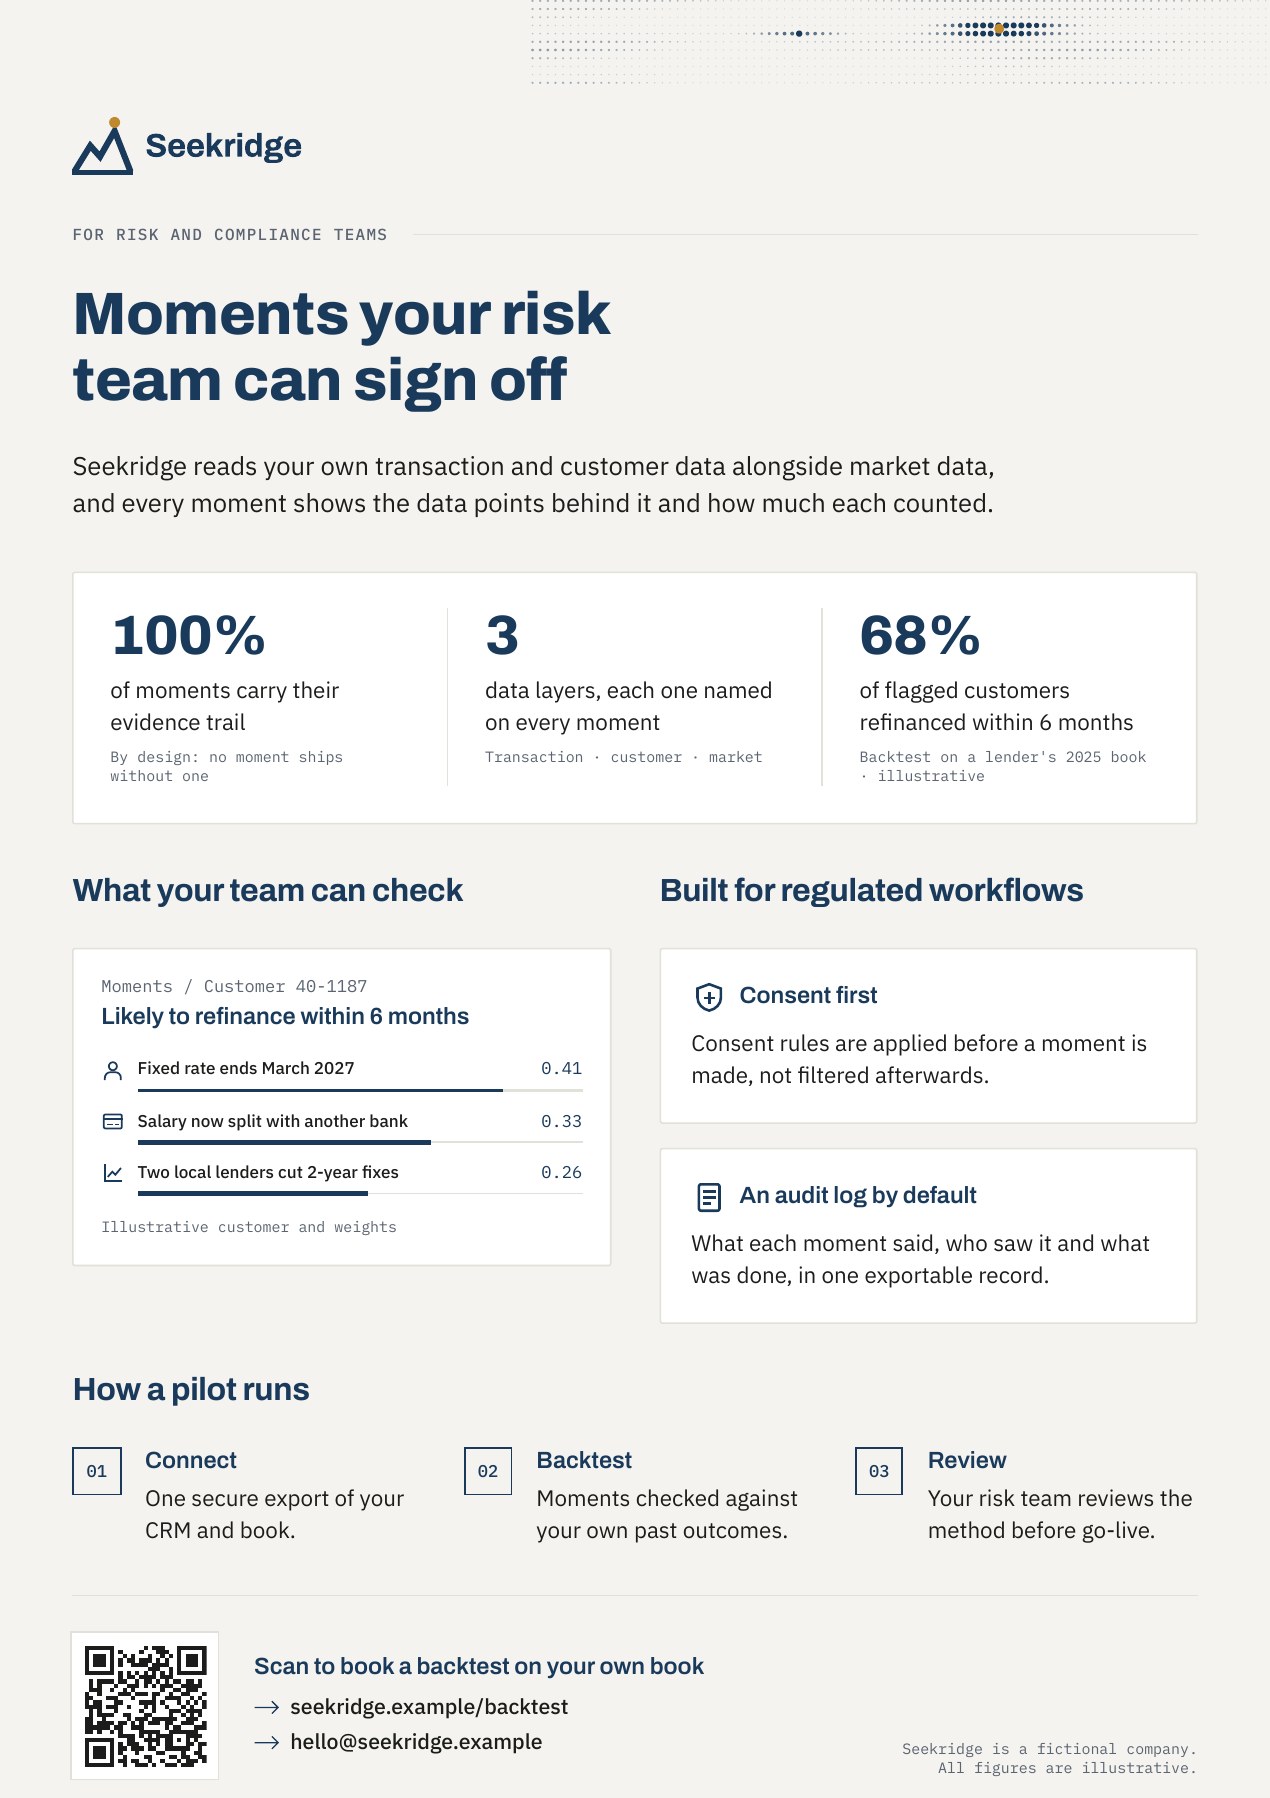 Seekridge
FOR RISK AND COMPLIANCE TEAMS
Moments your risk
team can sign off
Seekridge reads your own transaction and customer data alongside market data,
and every moment shows the data points behind it and how much each counted.
100%
of moments carry their
evidence trail
By design: no moment ships
without one
3
data layers, each one named
on every moment
Transaction · customer · market
68%
of flagged customers
refinanced within 6 months
Backtest on a lender's 2025 book
· illustrative
What your team can check
Moments / Customer 40-1187
Likely to refinance within 6 months
Fixed rate ends March 2027 0.41
Salary now split with another bank 0.33
Two local lenders cut 2-year fixes 0.26
Illustrative customer and weights
Built for regulated workflows
Consent first
Consent rules are applied before a moment is
made, not filtered afterwards.
An audit log by default
What each moment said, who saw it and what
was done, in one exportable record.
How a pilot runs
01
Connect
One secure export of your
CRM and book.
02
Backtest
Moments checked against
your own past outcomes.
03
Review
Your risk team reviews the
method before go-live.
Scan to book a backtest on your own book
→ seekridge.example/backtest
→ hello@seekridge.example
Seekridge is a fictional company.
All figures are illustrative.